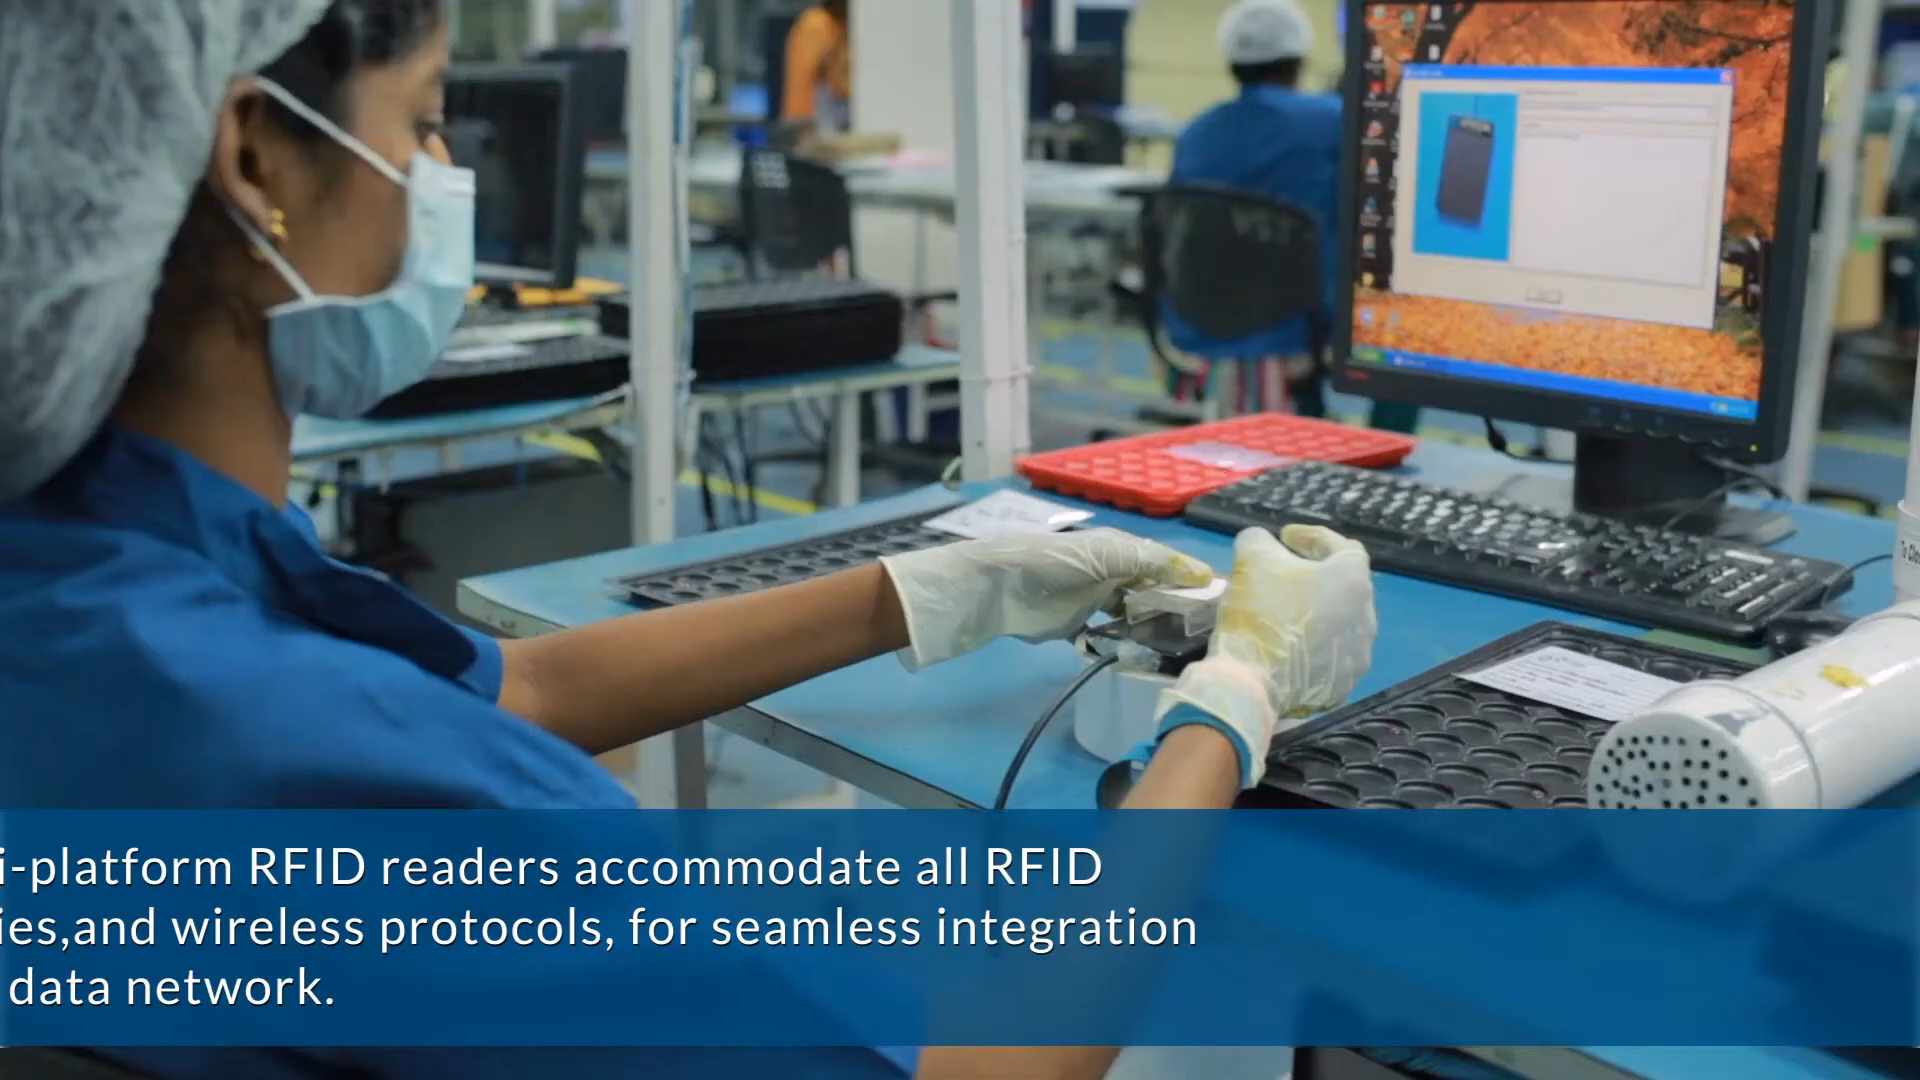 i-platform RFID readers accommodate all RFID
ies,and wireless protocols, for seamless integration
data network.